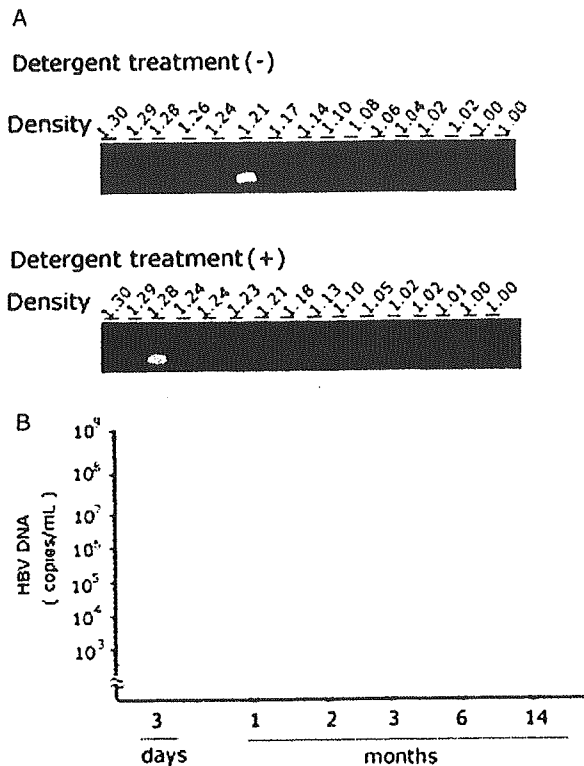 A
Detergent treatment (-)
Density 1.30 1.29 1.28 1.26 1.24 1.21 1.17 1.14 1.10 1.08 1.06 1.04 1.02 1.02 1.00 1.00
Detergent treatment (+)
Density 1.30 1.29 1.28 1.24 1.24 1.23 1.21 1.18 1.13 1.10 1.05 1.02 1.02 1.01 1.00 1.00
B
10⁹
10⁸
10⁷
10⁶
10⁵
10⁴
10³
HBV DNA
( copies/mL )
3 1 2 3 6 14
days months